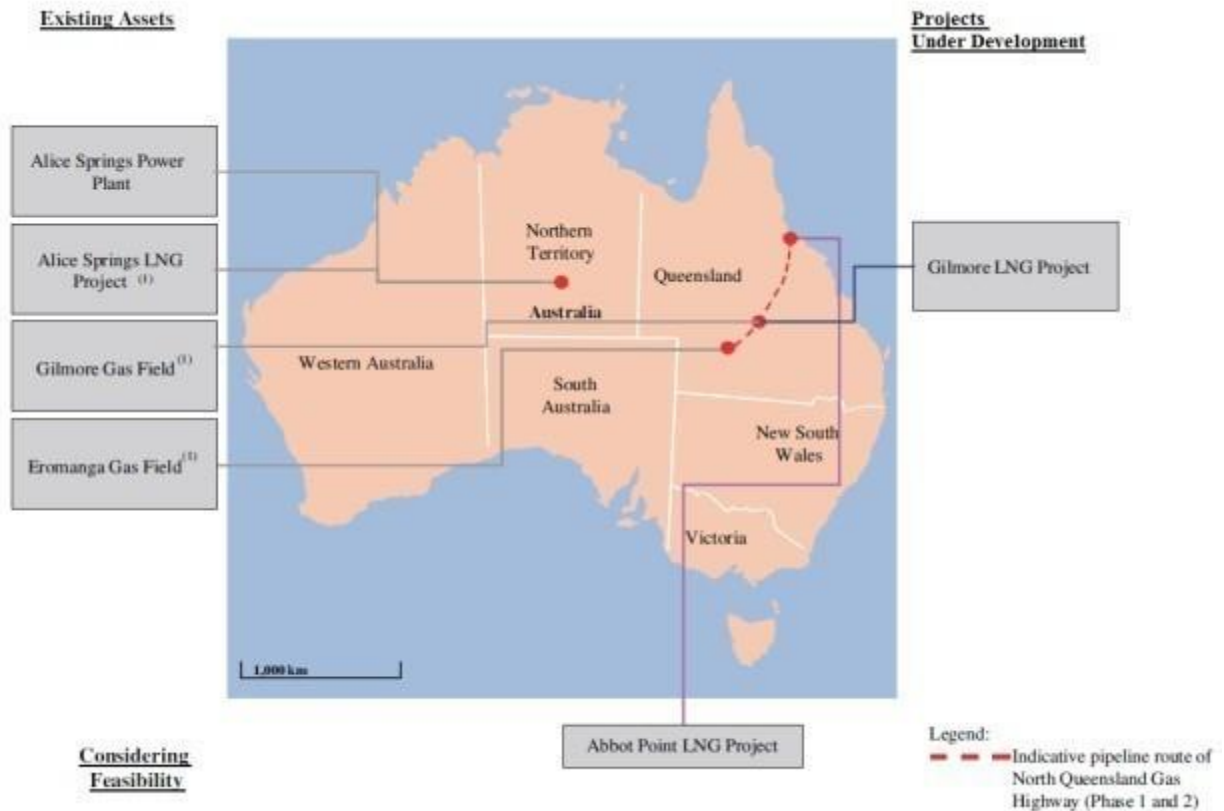 Existing Assets
Projects
Under Development
Alice Springs Power
Plant
Alice Springs LNG
Project (1)
Gilmore Gas Field(1)
Eromanga Gas Field(1)
Northern
Territory
Queensland
Australia
Western Australia
South
Australia
New South
Wales
Victoria
Gilmore LNG Project
1,000 km
Considering
Feasibility
Abbot Point LNG Project
Legend:
Indicative pipeline route of
North Queensland Gas
Highway (Phase 1 and 2)